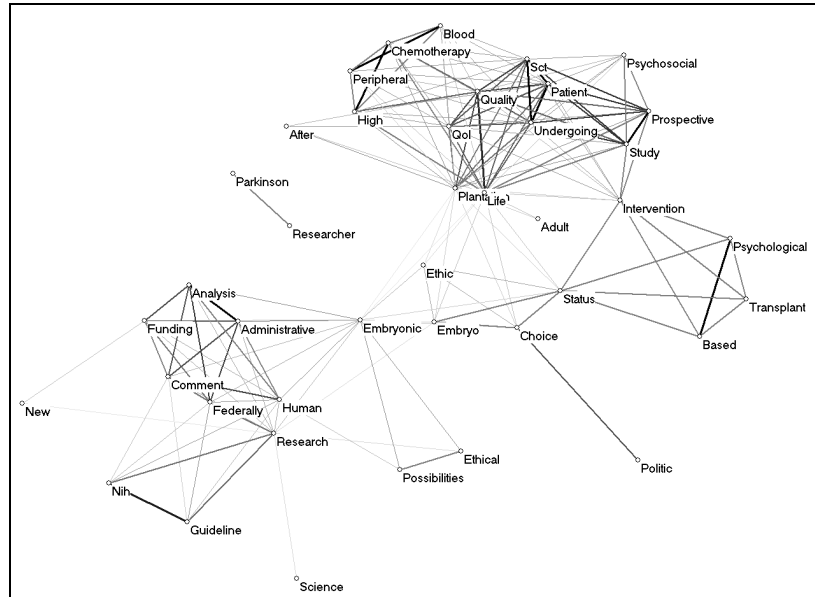 Blood
Chemotherapy
Sct
Psychosocial
Peripheral
Patient
Quality
High
Prospective
After
Qol
Undergoing
Study
Parkinson
Life
Intervention
Adult
Researcher
Psychological
Ethic
Analysis
Status
Transplant
Funding
Administrative
Embryonic
Embryo
Choice
Based
Comment
New
Federally
Human
Research
Ethical
Possibilities
Politic
Nih
Guideline
Science